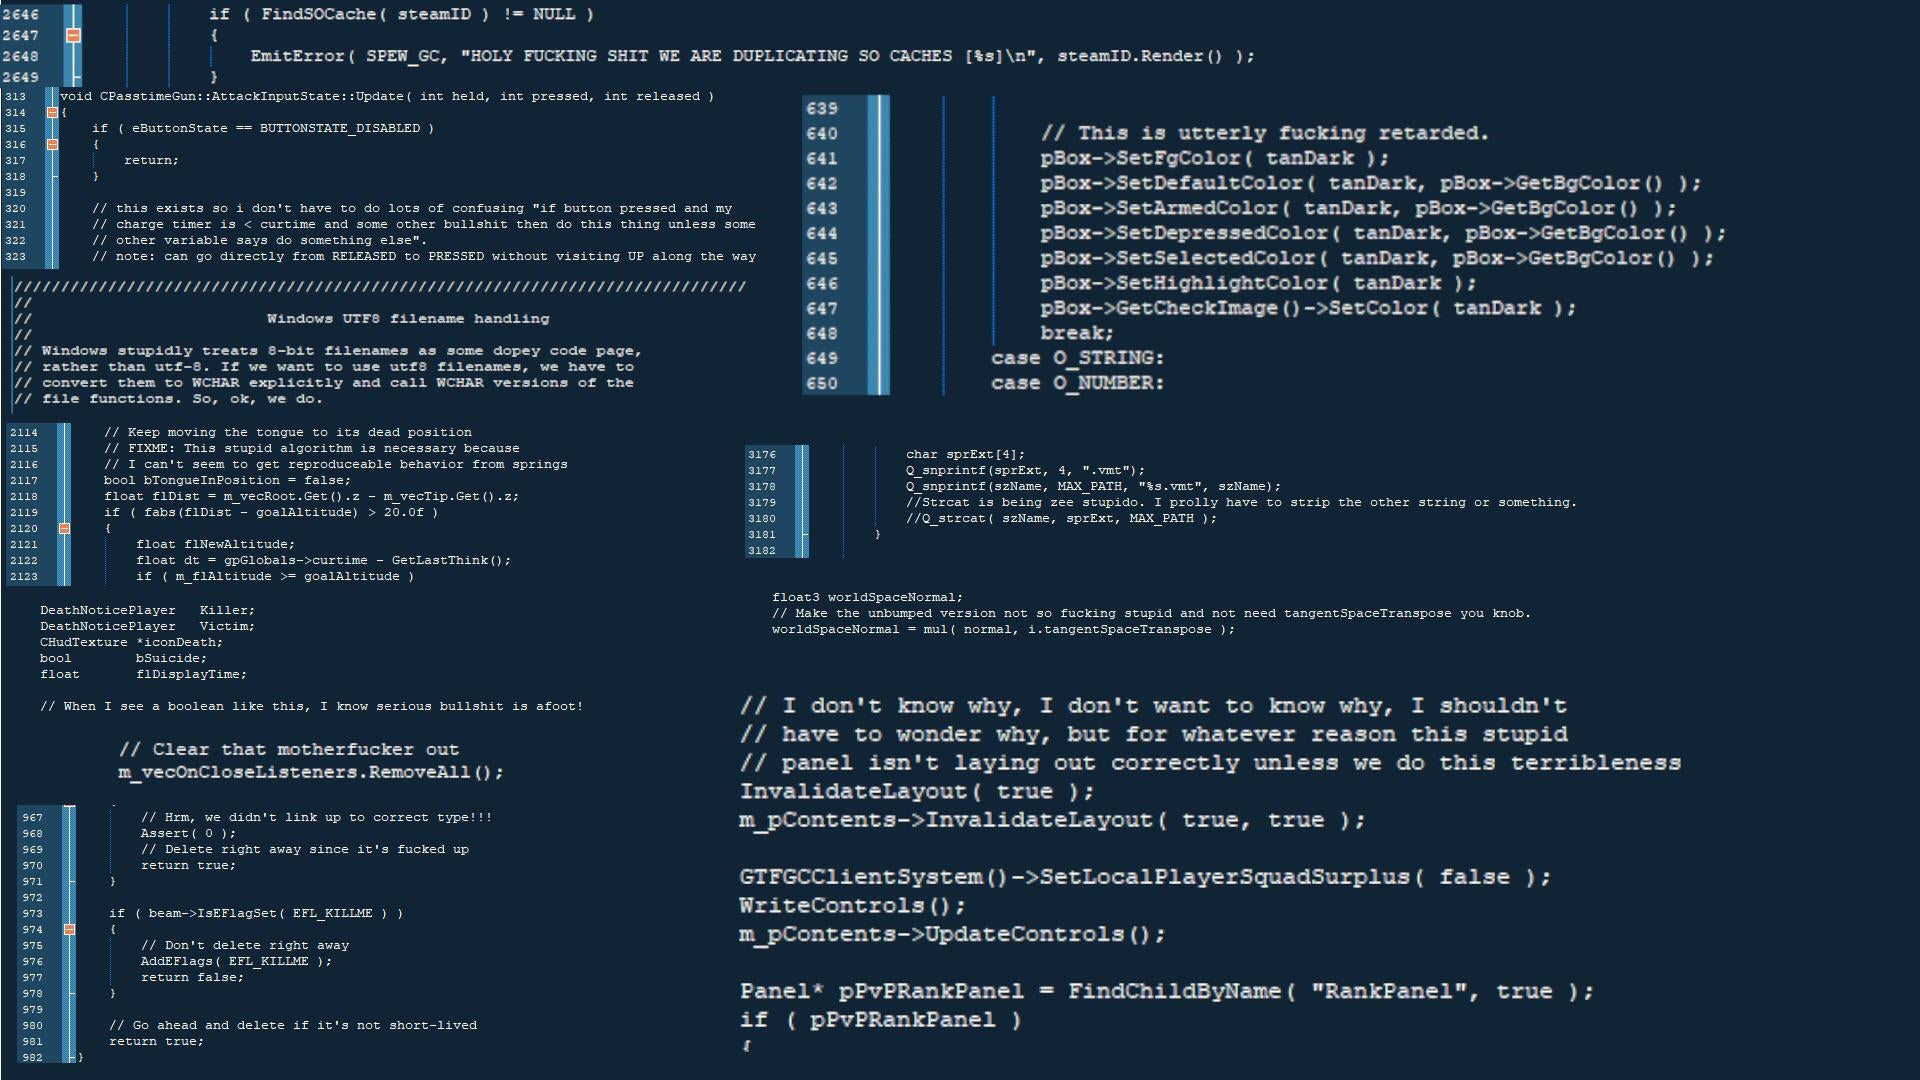 2646 if ( FindSOCache( steamID ) != NULL )
2647 {
2648 EmitError( SPEW_GC, "HOLY FUCKING SHIT WE ARE DUPLICATING SO CACHES [%s]\n", steamID.Render() );
2649 }
313 void CPasstimeGun::AttackInputState::Update( int held, int pressed, int released )
314 {
315 if ( eButtonState == BUTTONSTATE_DISABLED )
316 {
317 return;
318 }
319
320 // this exists so i don't have to do lots of confusing "if button pressed and my
321 // charge timer is < curtime and some other bullshit then do this thing unless some
322 // other variable says do something else".
323 // note: can go directly from RELEASED to PRESSED without visiting UP along the way
//////////////////////////////////////////////////////////////////////////////
//
// Windows UTF8 filename handling
//
// Windows stupidly treats 8-bit filenames as some dopey code page,
// rather than utf-8. If we want to use utf8 filenames, we have to
// convert them to WCHAR explicitly and call WCHAR versions of the
// file functions. So, ok, we do.
2114 // Keep moving the tongue to its dead position
2115 // FIXME: This stupid algorithm is necessary because
2116 // I can't seem to get reproduceable behavior from springs
2117 bool bTongueInPosition = false;
2118 float flDist = m_vecRoot.Get().z - m_vecTip.Get().z;
2119 if ( fabs(flDist - goalAltitude) > 20.0f )
2120 {
2121 float flNewAltitude;
2122 float dt = gpGlobals->curtime - GetLastThink();
2123 if ( m_flAltitude >= goalAltitude )
DeathNoticePlayer Killer;
DeathNoticePlayer Victim;
CHudTexture *iconDeath;
bool bSuicide;
float flDisplayTime;
// When I see a boolean like this, I know serious bullshit is afoot!
// Clear that motherfucker out
m_vecOnCloseListeners.RemoveAll();
967 // Hrm, we didn't link up to correct type!!!
968 Assert( 0 );
969 // Delete right away since it's fucked up
970 return true;
971 }
972
973 if ( beam->IsEFlagSet( EFL_KILLME ) )
974 {
975 // Don't delete right away
976 AddEFlags( EFL_KILLME );
977 return false;
978 }
979
980 // Go ahead and delete if it's not short-lived
981 return true;
982 }
639
640 // This is utterly fucking retarded.
641 pBox->SetFgColor( tanDark );
642 pBox->SetDefaultColor( tanDark, pBox->GetBgColor() );
643 pBox->SetArmedColor( tanDark, pBox->GetBgColor() );
644 pBox->SetDepressedColor( tanDark, pBox->GetBgColor() );
645 pBox->SetSelectedColor( tanDark, pBox->GetBgColor() );
646 pBox->SetHighlightColor( tanDark );
647 pBox->GetCheckImage()->SetColor( tanDark );
648 break;
649 case O_STRING:
650 case O_NUMBER:
3176 char sprExt[4];
3177 Q_snprintf(sprExt, 4, ".vmt");
3178 Q_snprintf(szName, MAX_PATH, "%s.vmt", szName);
3179 //Strcat is being zee stupido. I prolly have to strip the other string or something.
3180 //Q_strcat( szName, sprExt, MAX_PATH );
3181 }
3182
float3 worldSpaceNormal;
// Make the unbumped version not so fucking stupid and not need tangentSpaceTranspose you knob.
worldSpaceNormal = mul( normal, i.tangentSpaceTranspose );
// I don't know why, I don't want to know why, I shouldn't
// have to wonder why, but for whatever reason this stupid
// panel isn't laying out correctly unless we do this terribleness
InvalidateLayout( true );
m_pContents->InvalidateLayout( true, true );
GTFGCClientSystem()->SetLocalPlayerSquadSurplus( false );
WriteControls();
m_pContents->UpdateControls();
Panel* pPvPRankPanel = FindChildByName( "RankPanel", true );
if ( pPvPRankPanel )
{